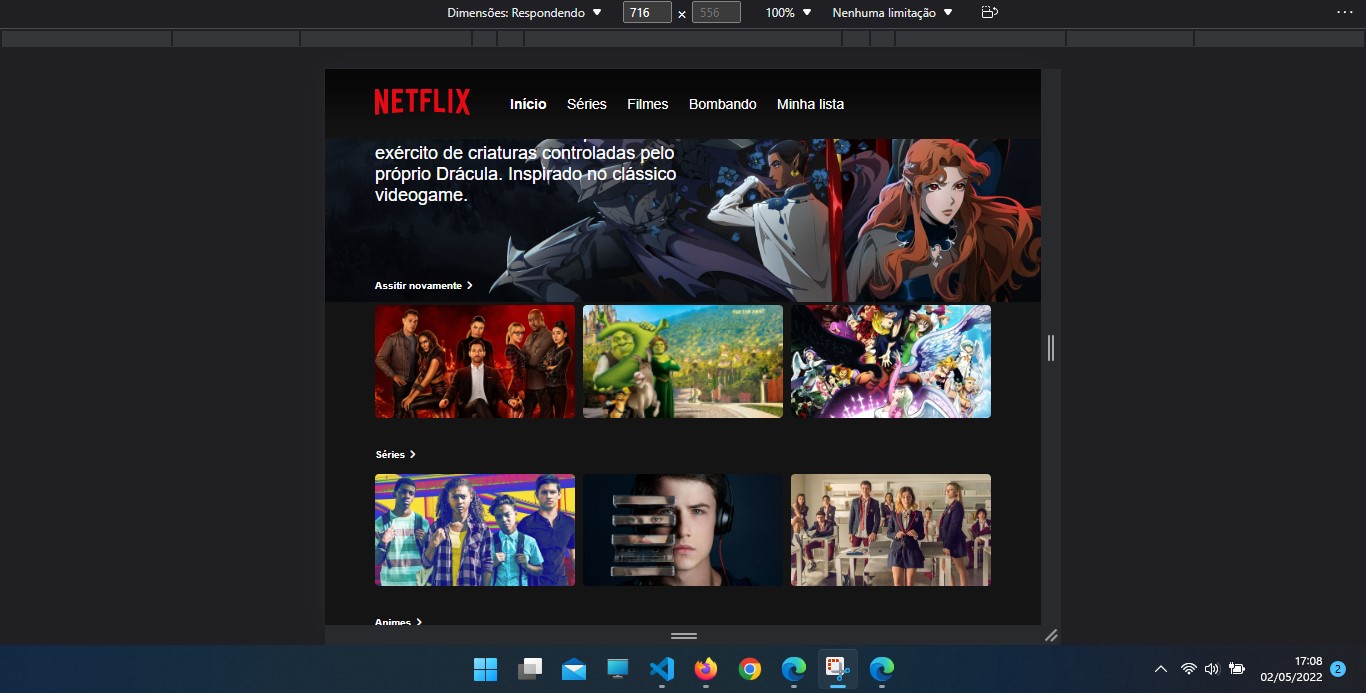 Dimensões: Respondendo 716 × 556 100% Nenhuma limitação
NETFLIX Início Séries Filmes Bombando Minha lista
exército de criaturas controladas pelo
próprio Drácula. Inspirado no clássico
videogame.
Assitir novamente
Séries
Animes
17:08
02/05/2022
2